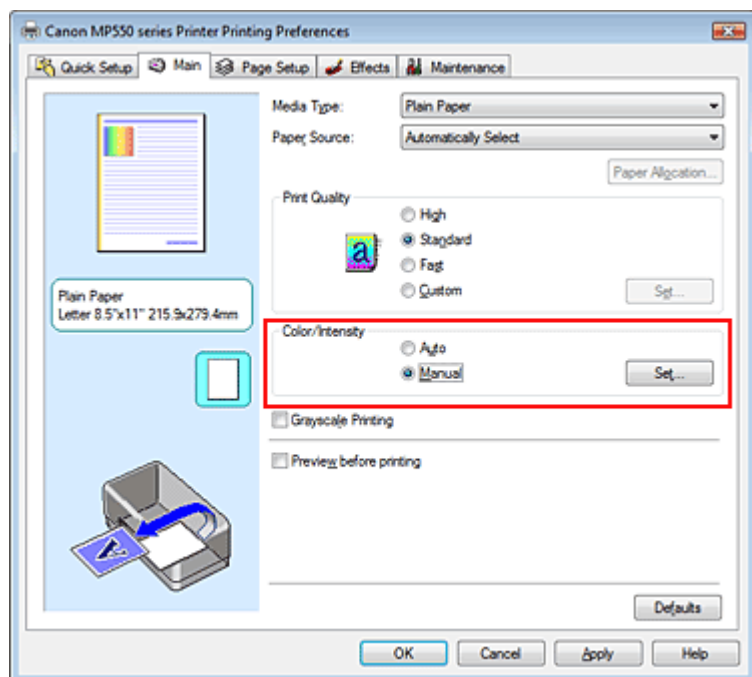 Canon MP550 series Printer Printing Preferences
Quick Setup Main Page Setup Effects Maintenance
Media Type: Plain Paper
Paper Source: Automatically Select
Paper Allocation...
Print Quality
High
a Standard
Fast
Custom Set...
Plain Paper
Letter 8.5"x11" 215.9x279.4mm
Color/Intensity
Auto
Manual Set...
Grayscale Printing
Preview before printing
A
Defaults
OK Cancel Apply Help